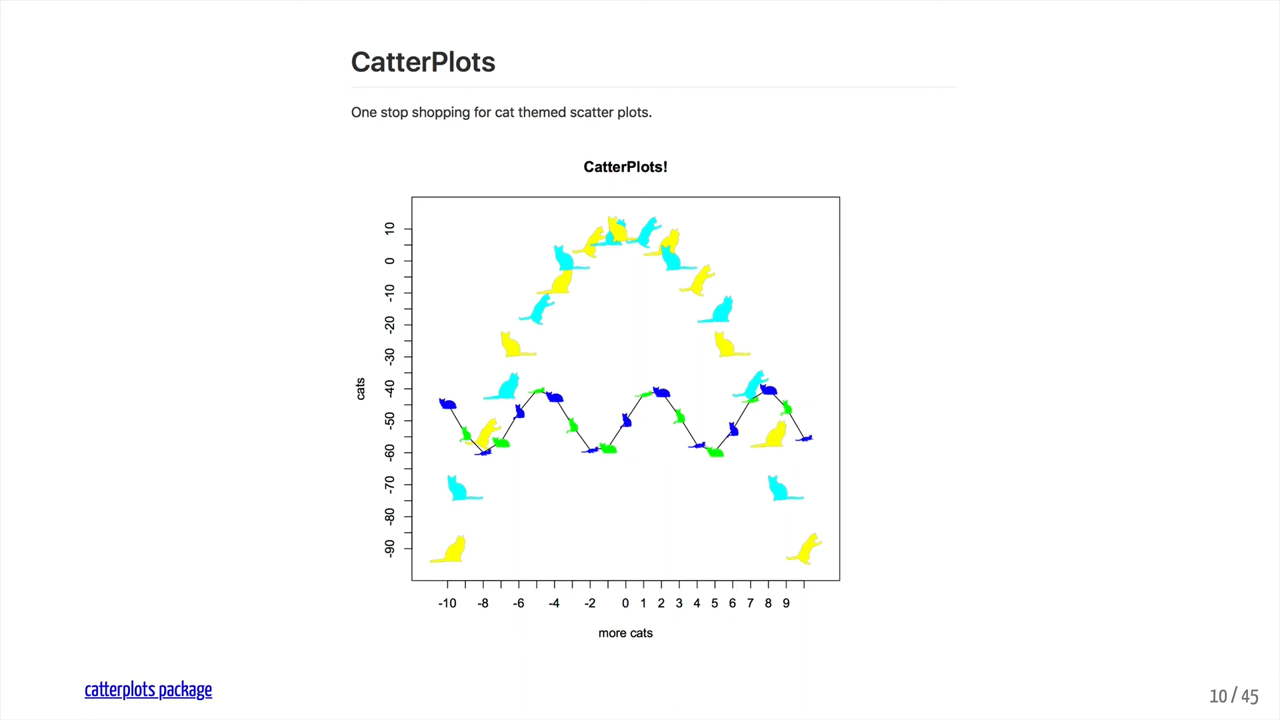 CatterPlots
One stop shopping for cat themed scatter plots.
CatterPlots!
cats
10
0
-10
-20
-30
-40
-50
-60
-70
-80
-90
-10 -8 -6 -4 -2 0 1 2 3 4 5 6 7 8 9
more cats
catterplots package
10 / 45